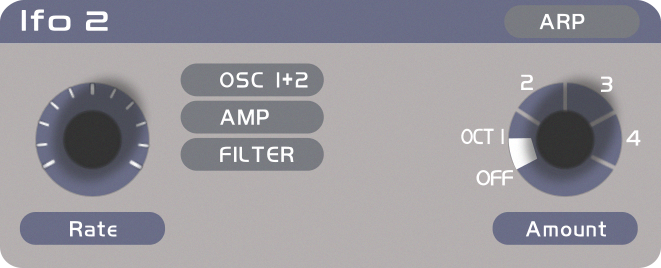 lfo 2
ARP
OSC 1+2
AMP
FILTER
2
3
OCT 1
4
OFF
Rate
Amount